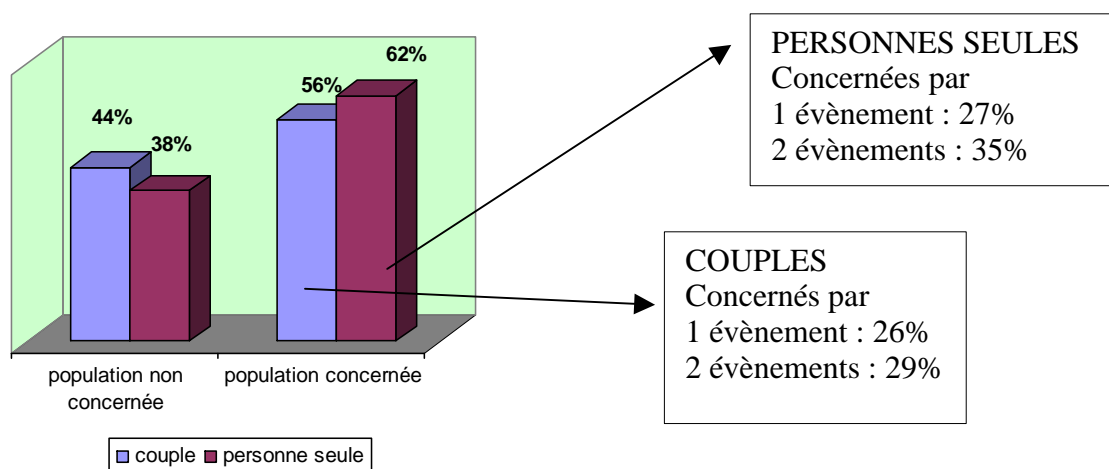 44%
38%
56%
62%
population non
concernée
population concernée
couple personne seule
PERSONNES SEULES
Concernées par
1 évènement : 27%
2 évènements : 35%
COUPLES
Concernés par
1 évènement : 26%
2 évènements : 29%